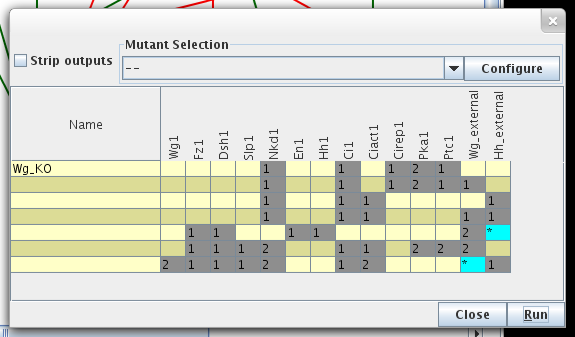 Mutant Selection
Strip outputs
--
Configure
Name Wg1 Fz1 Dsh1 Slp1 Nkd1 En1 Hh1 Ci1 Ciact1 Cirep1 Pka1 Ptc1 Wg_external Hh_external
Wg_KO 1 1 1 2 1
1 1 1 2 1 1
1 1 1 1
1 1 1 1 1
1 1 1 1 2 *
1 1 1 2 1 1 2 2 2
2 1 1 1 2 1 2 * 1
Close Run